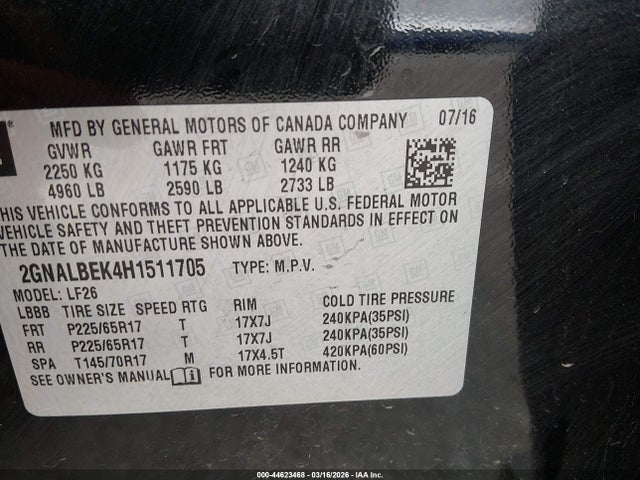 MFD BY GENERAL MOTORS OF CANADA COMPANY 07/16
GVWR GAWR FRT GAWR RR
2250 KG 1175 KG 1240 KG
4960 LB 2590 LB 2733 LB
THIS VEHICLE CONFORMS TO ALL APPLICABLE U.S. FEDERAL MOTOR
VEHICLE SAFETY AND THEFT PREVENTION STANDARDS IN EFFECT ON
THE DATE OF MANUFACTURE SHOWN ABOVE.
2GNALBEK4H1511705 TYPE: M.P.V.
MODEL: LF26
LBBB TIRE SIZE SPEED RTG RIM COLD TIRE PRESSURE
FRT P225/65R17 T 17X7J 240KPA(35PSI)
RR P225/65R17 T 17X7J 240KPA(35PSI)
SPA T145/70R17 M 17X4.5T 420KPA(60PSI)
SEE OWNER'S MANUAL FOR MORE INFORMATION.
000-44623468 - 03/16/2026 - IAA Inc.